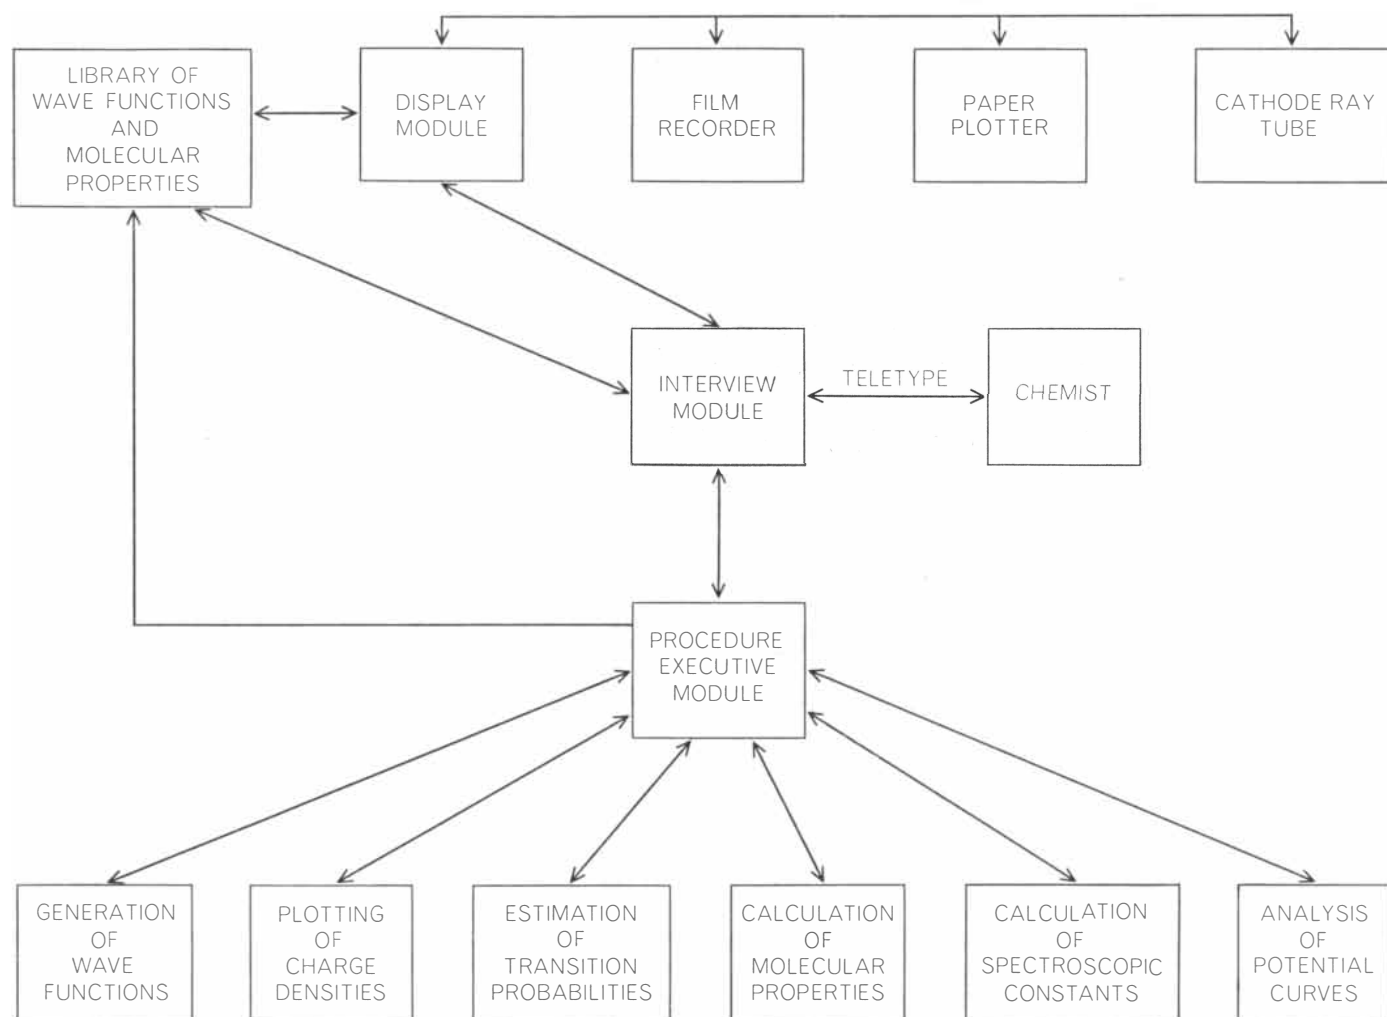 LIBRARY OF
WAVE FUNCTIONS
AND
MOLECULAR
PROPERTIES
DISPLAY
MODULE
FILM
RECORDER
PAPER
PLOTTER
CATHODE RAY
TUBE
INTERVIEW
MODULE
TELETYPE
CHEMIST
PROCEDURE
EXECUTIVE
MODULE
GENERATION
OF
WAVE
FUNCTIONS
PLOTTING
OF
CHARGE
DENSITIES
ESTIMATION
OF
TRANSITION
PROBABILITIES
CALCULATION
OF
MOLECULAR
PROPERTIES
CALCULATION
OF
SPECTROSCOPIC
CONSTANTS
ANALYSIS
OF
POTENTIAL
CURVES